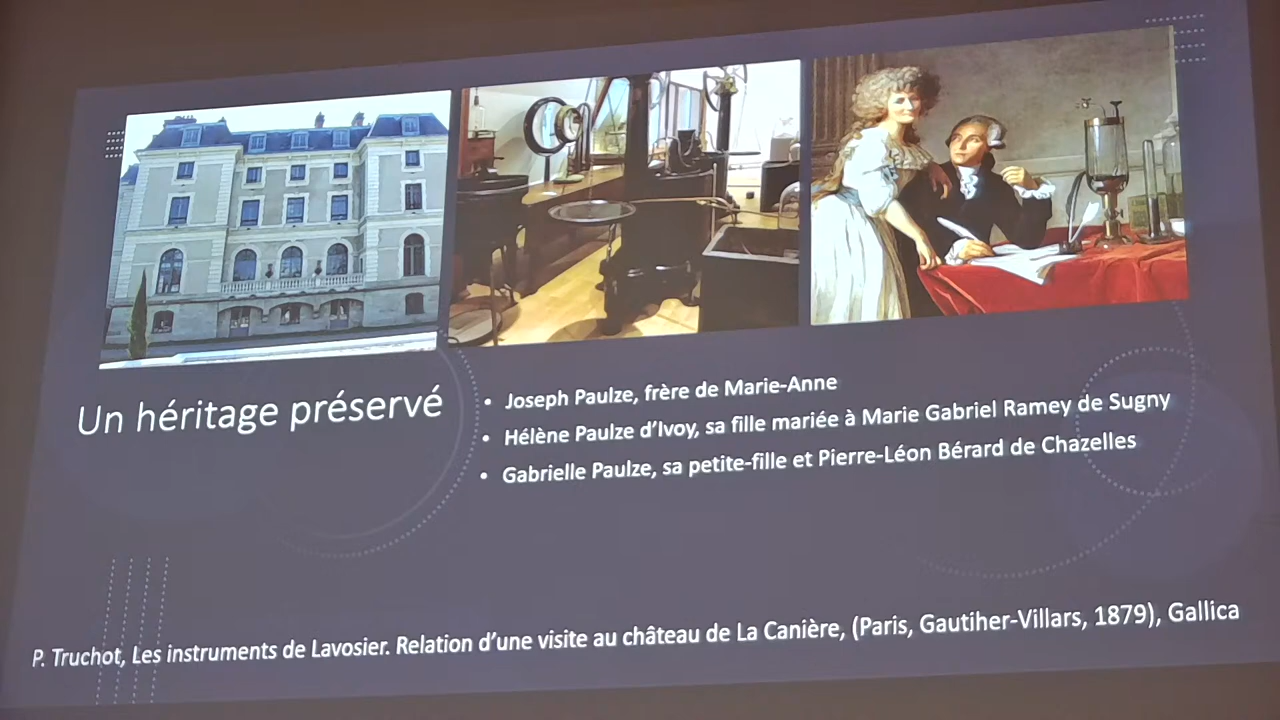 Un héritage préservé
• Joseph Paulze, frère de Marie-Anne
• Hélène Paulze d'Ivoy, sa fille mariée à Marie Gabriel Ramey de Sugny
• Gabrielle Paulze, sa petite-fille et Pierre-Léon Bérard de Chazelles
P. Truchot, Les instruments de Lavosier. Relation d'une visite au château de La Canière, (Paris, Gautiher-Villars, 1879), Gallica